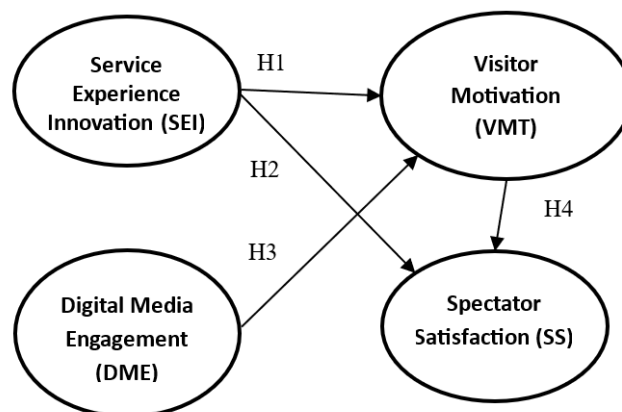 Service
Experience
Innovation (SEI)
H1
Visitor
Motivation
(VMT)
H2
H3
H4
Digital Media
Engagement
(DME)
Spectator
Satisfaction (SS)